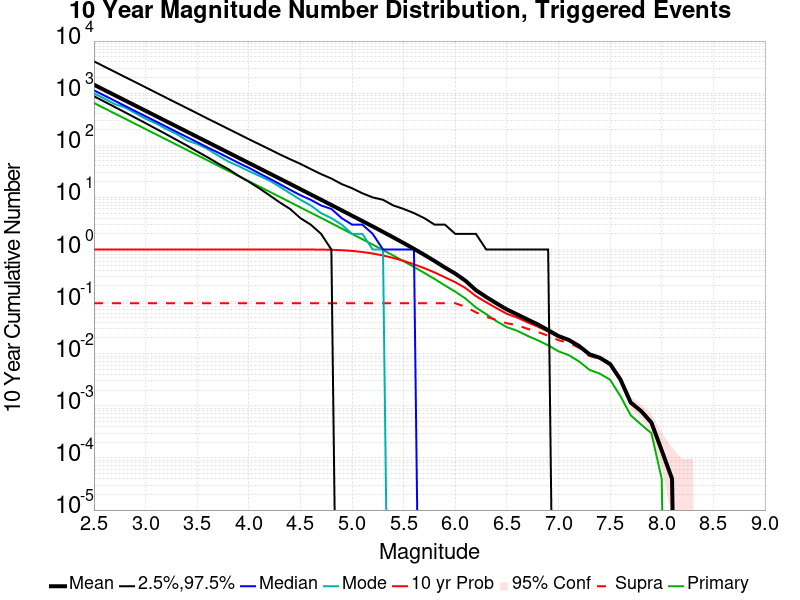 10 Year Magnitude Number Distribution, Triggered Events
10 Year Cumulative Number
10^4
10^3
10^2
10^1
10^0
10^-1
10^-2
10^-3
10^-4
10^-5
2.5 3.0 3.5 4.0 4.5 5.0 5.5 6.0 6.5 7.0 7.5 8.0 8.5 9.0
Magnitude
Mean 2.5%,97.5% Median Mode 10 yr Prob 95% Conf Supra Primary